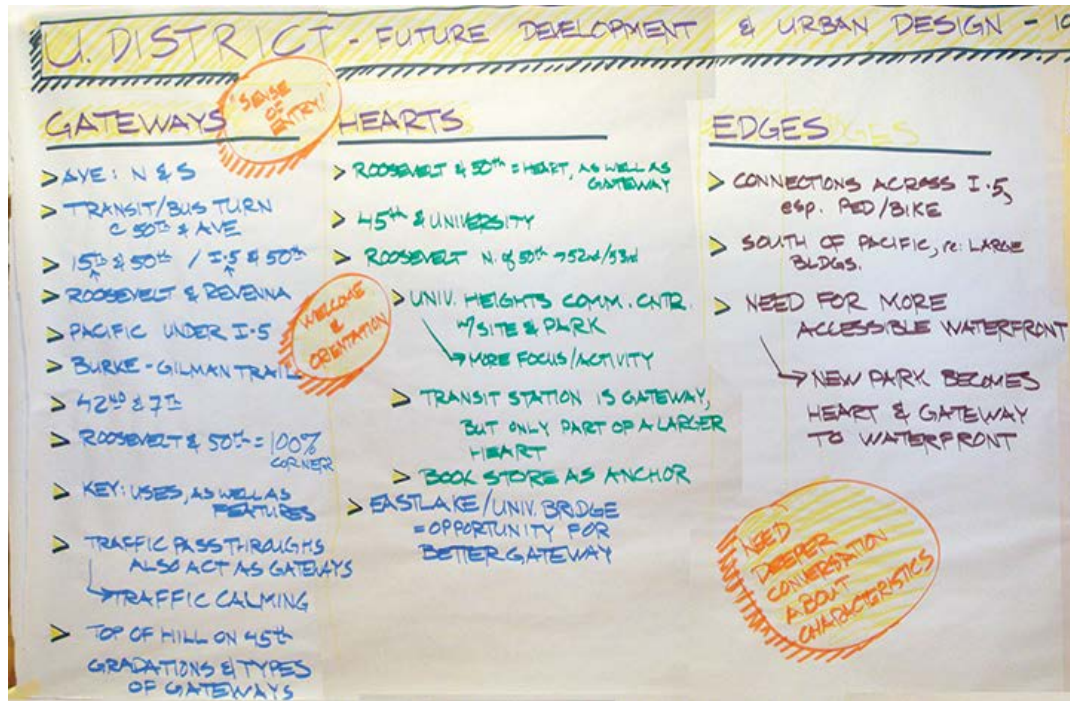 U. DISTRICT - FUTURE DEVELOPMENT & URBAN DESIGN - 10
GATEWAYS
"SENSE
OF
ENTRY!"
> AVE: N & S
> TRANSIT/BUS TURN
@ 50th & AVE
> 15th & 50th / I-5 & 50th
> ROOSEVELT & REVENNA
> PACIFIC UNDER I-5
> BURKE-GILMAN TRAIL
> 42ND & 7th
> ROOSEVELT & 50th = 100%
CORNER
> KEY: USES, AS WELL AS
FEATURES
> TRAFFIC PASS THROUGHS
ALSO ACT AS GATEWAYS
→ TRAFFIC CALMING
> TOP OF HILL ON 45th
GRADATIONS & TYPES
OF GATEWAYS
HEARTS
> ROOSEVELT & 50th = HEART, AS WELL AS
GATEWAY
> 45th & UNIVERSITY
> ROOSEVELT N. of 50th → 52nd/53rd
WELCOME
&
ORIENTATION
> UNIV. HEIGHTS COMM. CNTR.
w/SITE & PARK
→ MORE FOCUS/ACTIVITY
> TRANSIT STATION IS GATEWAY,
BUT ONLY PART OF A LARGER
HEART
> BOOK STORE AS ANCHOR
> EASTLAKE/UNIV. BRIDGE
= OPPORTUNITY FOR
BETTER GATEWAY
EDGES
> CONNECTIONS ACROSS I-5,
esp. PED/BIKE
> SOUTH OF PACIFIC, re: LARGE
BLDGS.
> NEED FOR MORE
ACCESSIBLE WATERFRONT
→ NEW PARK BECOMES
HEART & GATEWAY
TO WATERFRONT
NEED
DEEPER
CONVERSATION
ABOUT
CHARACTERISTICS